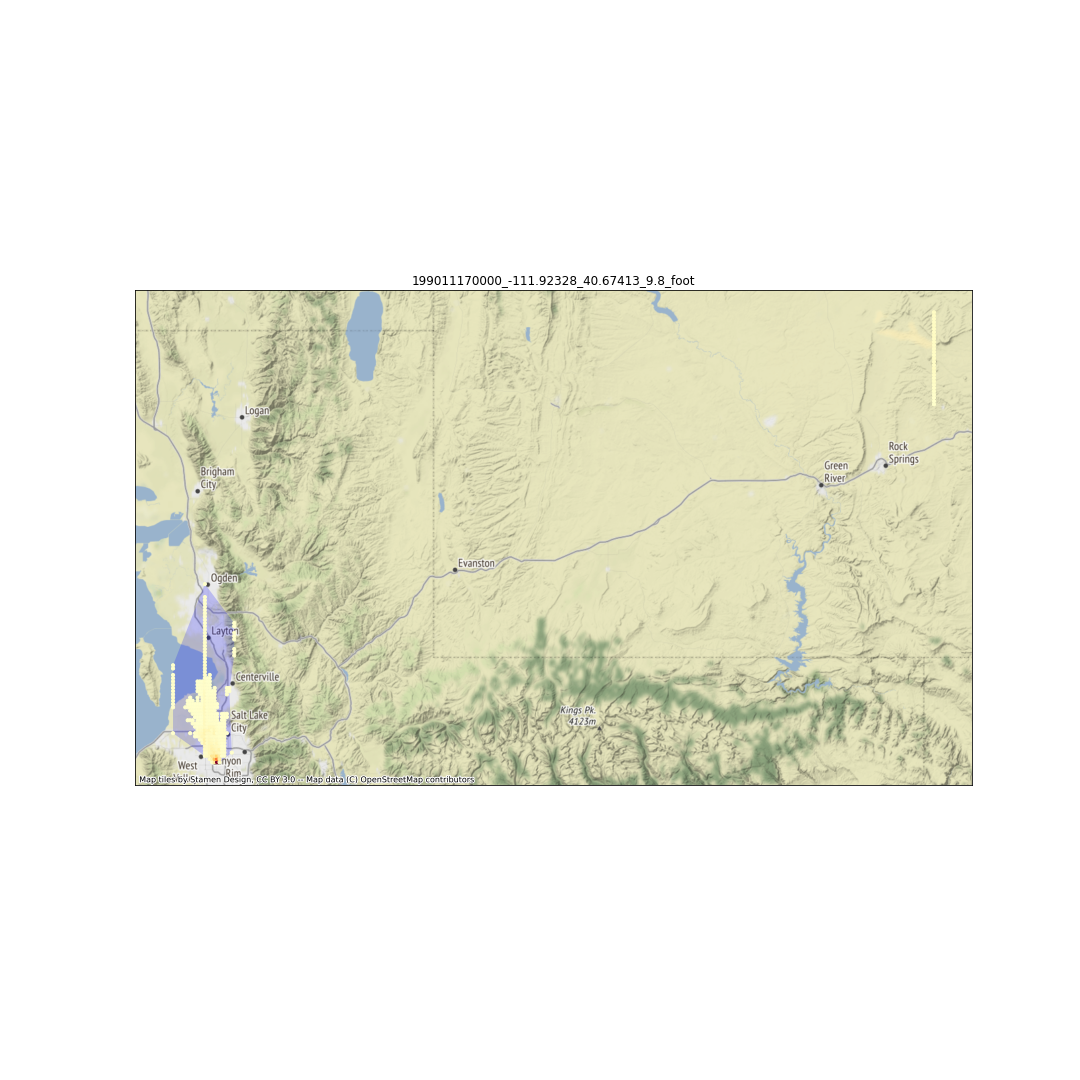 199011170000_-111.92328_40.67413_9.8_foot
Logan
Brigham
City
Rock
Springs
Green
River
Evanston
Ogden
Layton
Centerville
Kings Pk.
4123m
Salt Lake
City
West
nyon
Rim
Map tiles by Stamen Design, CC BY 3.0 -- Map data (C) OpenStreetMap contributors